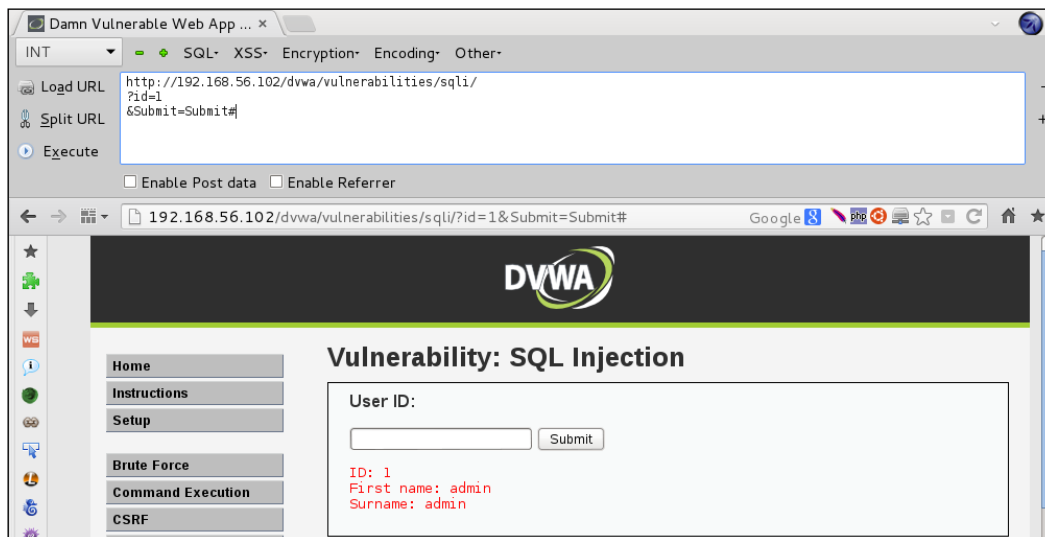 Damn Vulnerable Web App ... ×
INT SQL- XSS- Encryption- Encoding- Other-
Load URL
Split URL
Execute
http://192.168.56.102/dvwa/vulnerabilities/sqli/
?id=1
&Submit=Submit#
Enable Post data Enable Referrer
192.168.56.102/dvwa/vulnerabilities/sqli/?id=1&Submit=Submit# Google 8 php
DVWA
WS
Home
Instructions
Setup
Brute Force
Command Execution
CSRF
Vulnerability: SQL Injection
User ID:
Submit
ID: 1
First name: admin
Surname: admin